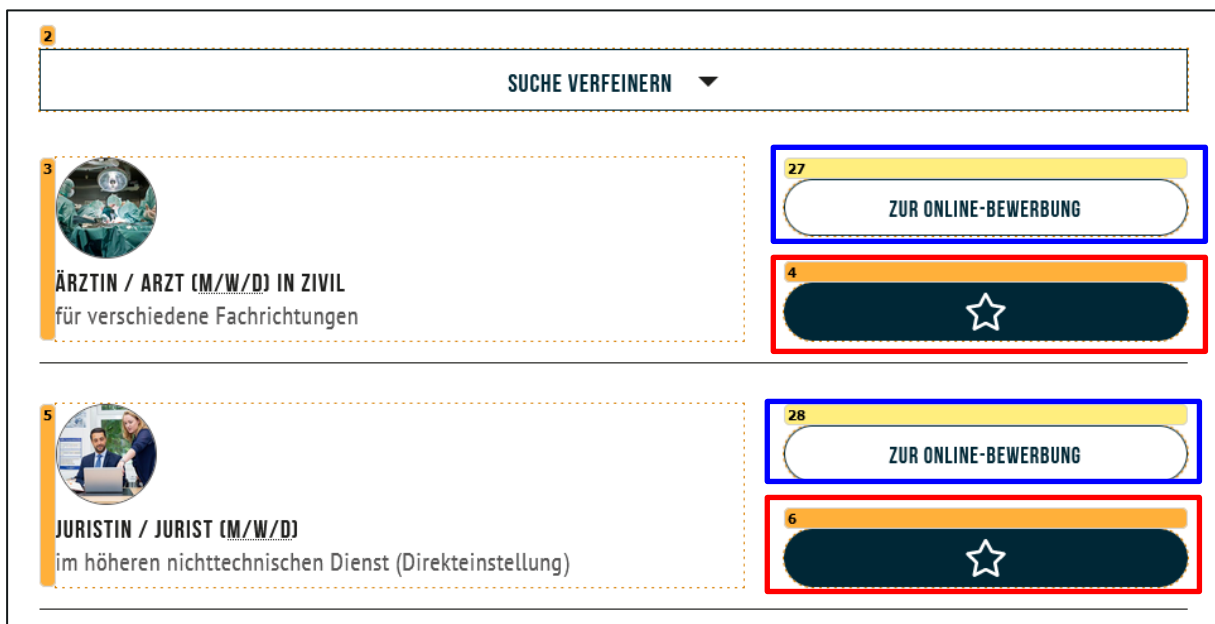 2
SUCHE VERFEINERN
3
27
ZUR ONLINE-BEWERBUNG
4
ÄRZTIN / ARZT (M/W/D) IN ZIVIL
für verschiedene Fachrichtungen
5
28
ZUR ONLINE-BEWERBUNG
6
JURISTIN / JURIST (M/W/D)
im höheren nichttechnischen Dienst (Direkteinstellung)